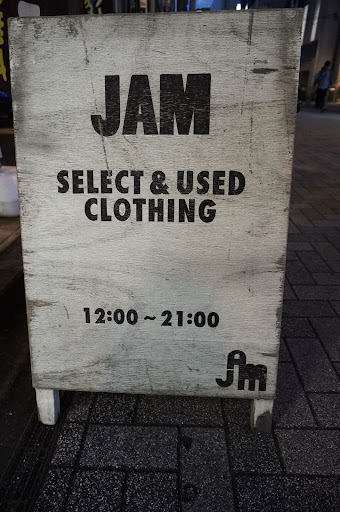 JAM
SELECT & USED
CLOTHING
12:00 ~ 21:00
JAM